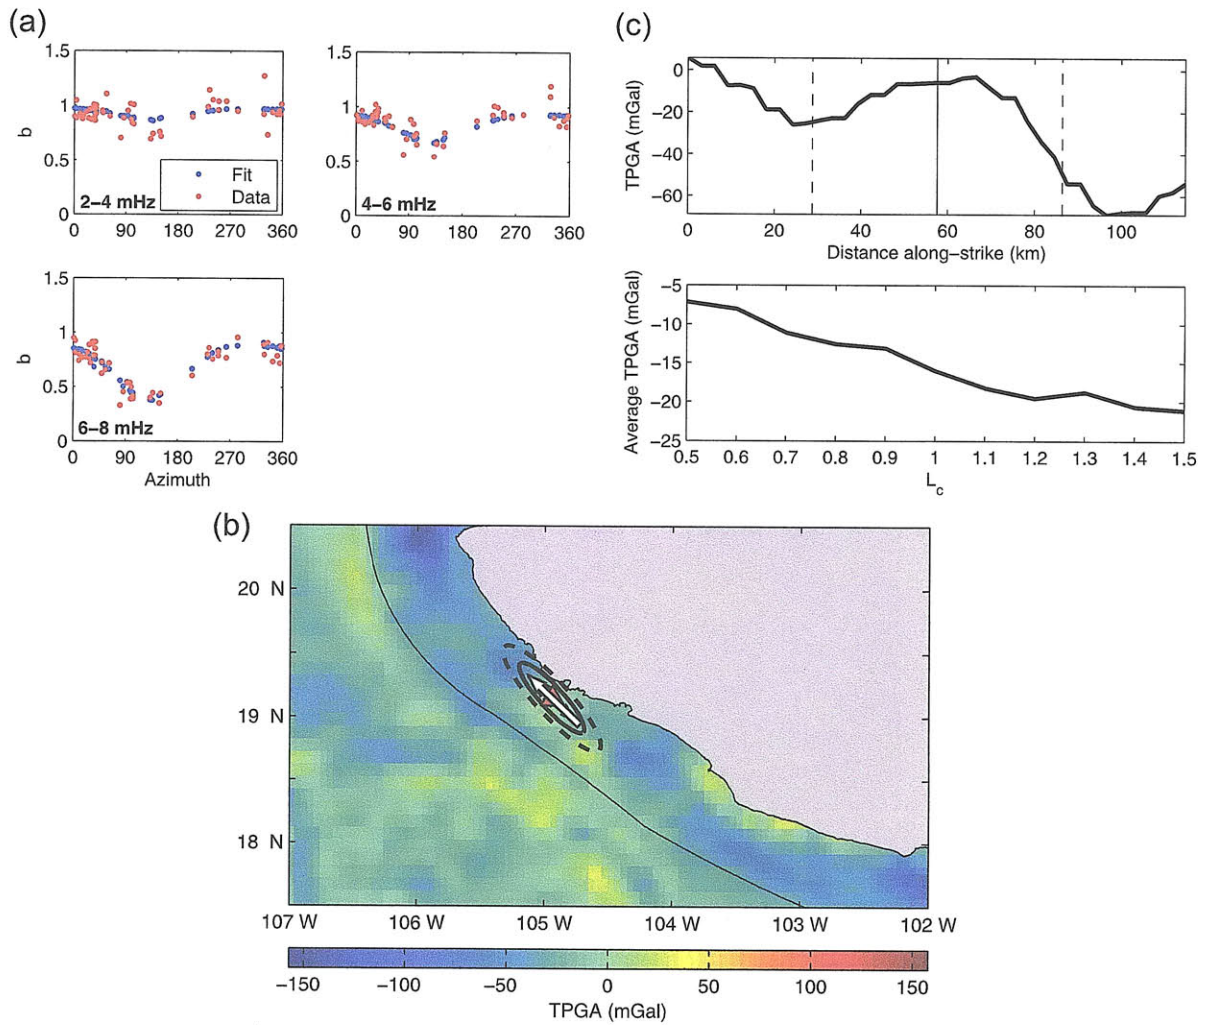 (a)
1.5
1
0.5
0
b
Fit
Data
2–4 mHz
0 90 180 270 360
1.5
1
0.5
0
4–6 mHz
0 90 180 270 360
1.5
1
0.5
0
b
6–8 mHz
0 90 180 270 360
Azimuth
(c)
0
−20
−40
−60
TPGA (mGal)
0 20 40 60 80 100
Distance along–strike (km)
−5
−10
−15
−20
−25
Average TPGA (mGal)
0.5 0.6 0.7 0.8 0.9 1 1.1 1.2 1.3 1.4 1.5
Lc
(b)
20 N
19 N
18 N
107 W 106 W 105 W 104 W 103 W 102 W
−150 −100 −50 0 50 100 150
TPGA (mGal)